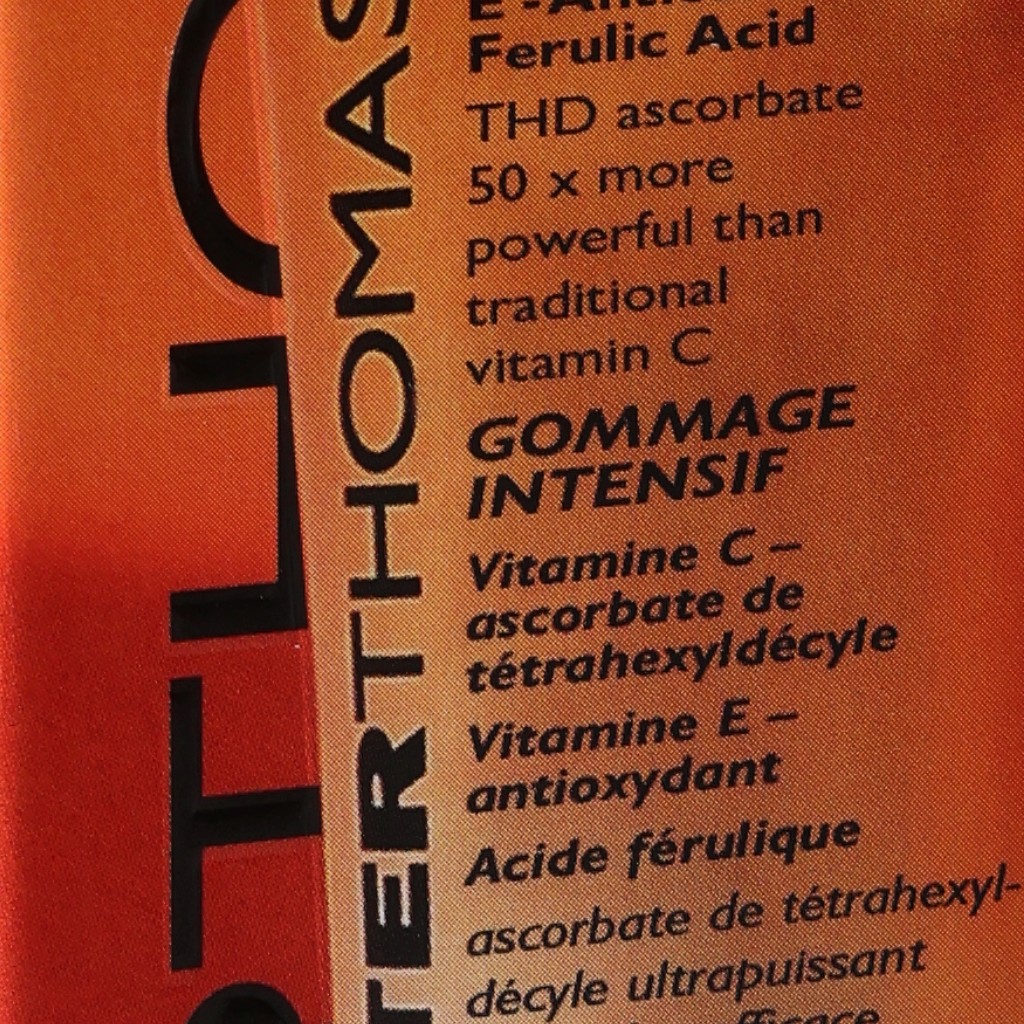 Ferulic Acid
THD ascorbate
50 x more
powerful than
traditional
vitamin C
GOMMAGE
INTENSIF
Vitamine C –
ascorbate de
tétrahexyldécyle
Vitamine E –
antioxydant
Acide férulique
ascorbate de tétrahexyl-
décyle ultrapuissant
TERTHOMAS